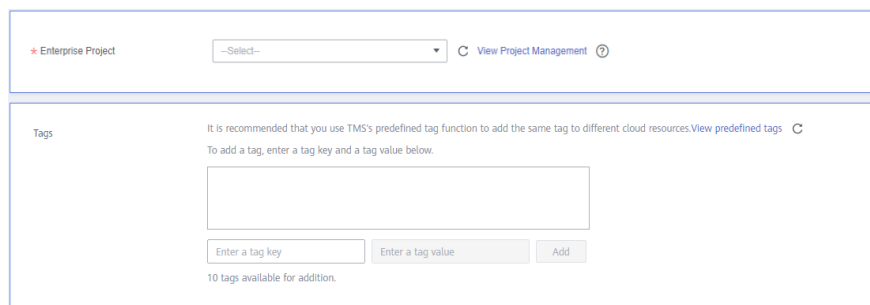 * Enterprise Project --Select-- View Project Management ?
Tags It is recommended that you use TMS's predefined tag function to add the same tag to different cloud resources.View predefined tags
To add a tag, enter a tag key and a tag value below.
Enter a tag key Enter a tag value Add
10 tags available for addition.